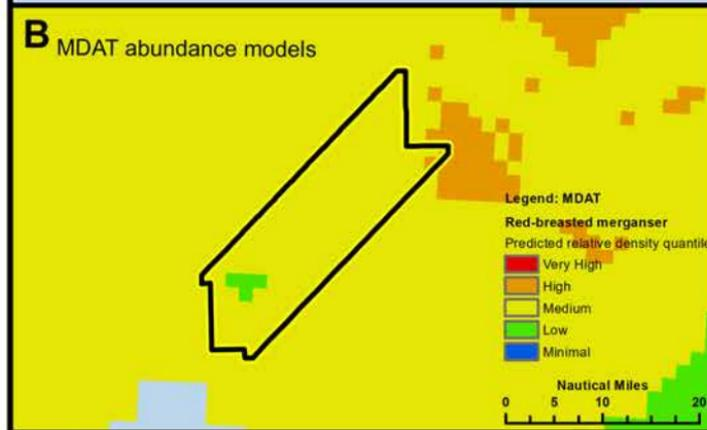 B MDAT abundance models
Legend: MDAT
Red-breasted merganser
Predicted relative density quantile
Very High
High
Medium
Low
Minimal
Nautical Miles
0 5 10 20